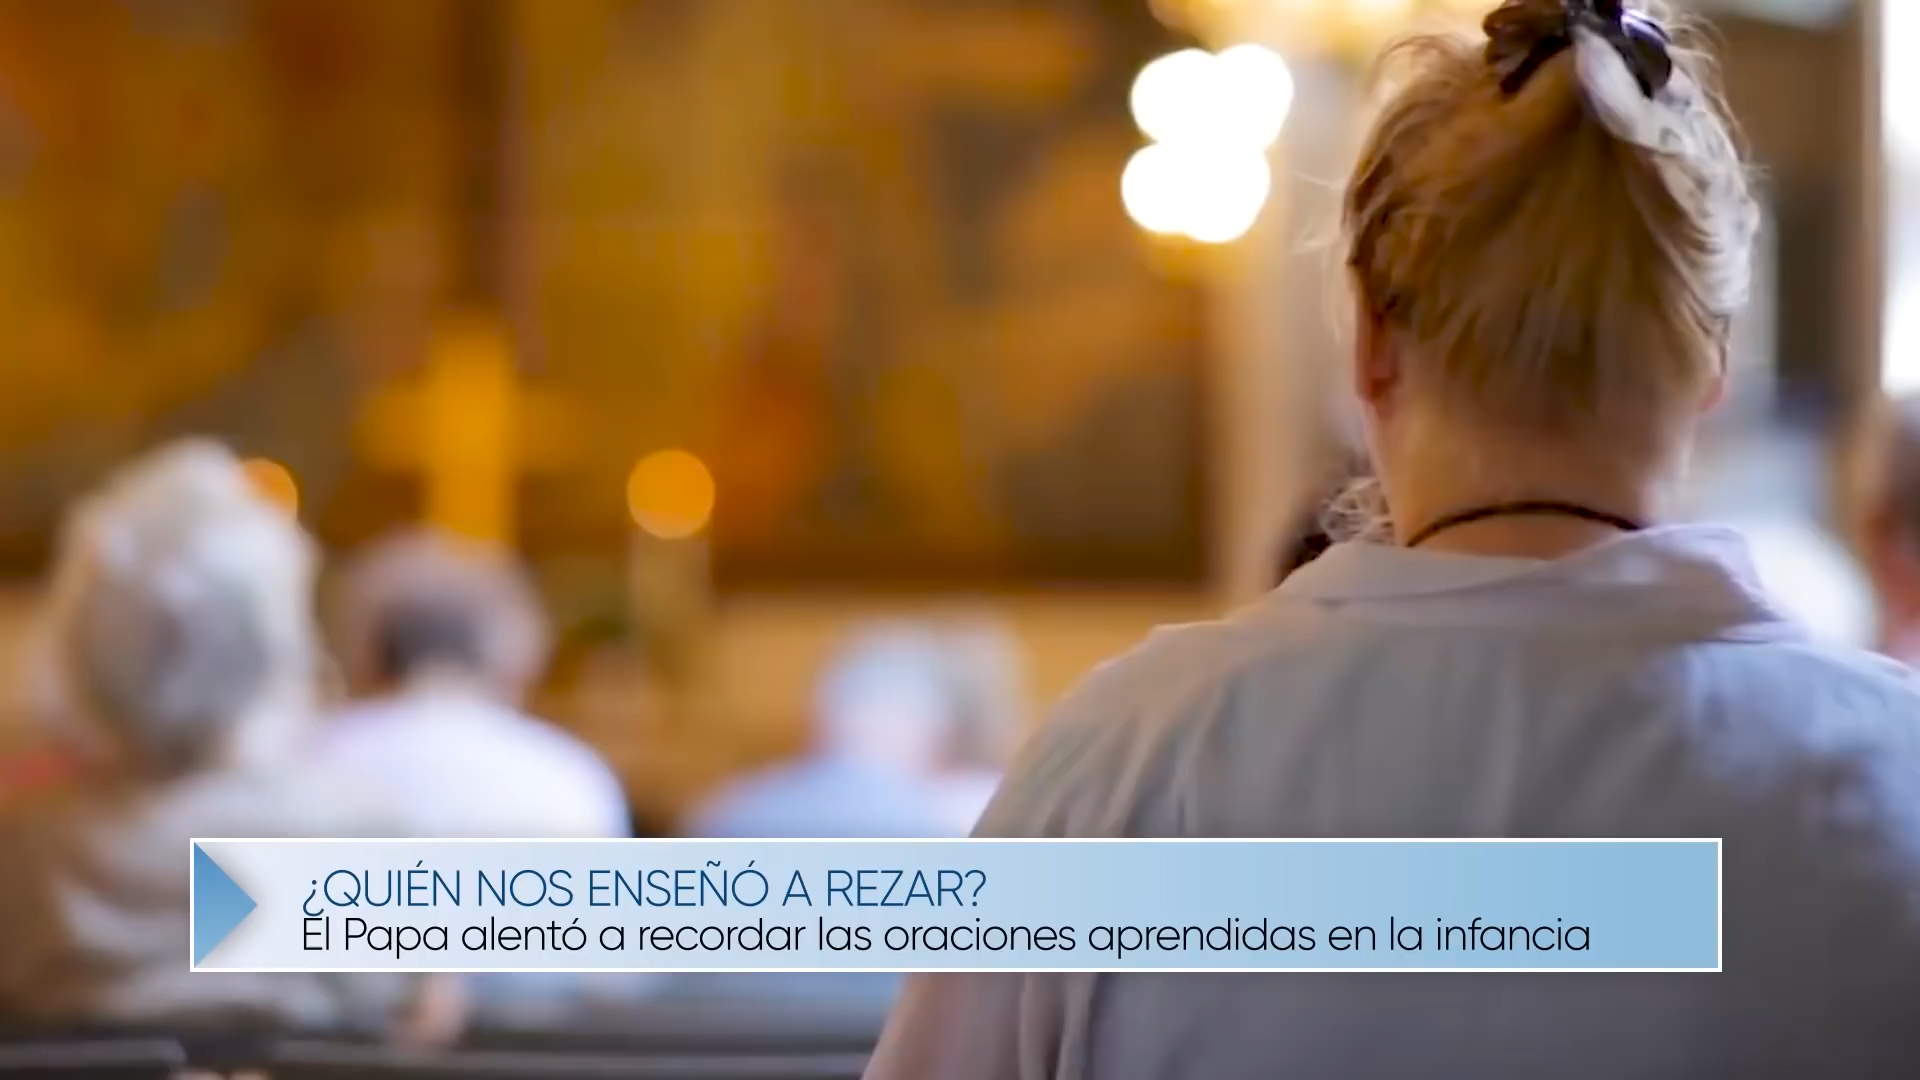 ¿QUIÉN NOS ENSEÑÓ A REZAR?
El Papa alentó a recordar las oraciones aprendidas en la infancia